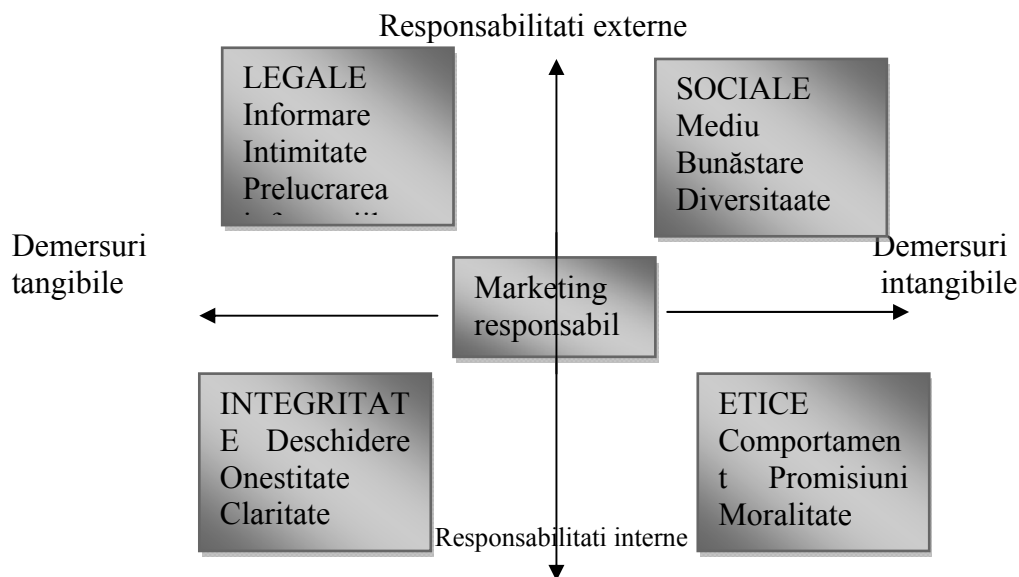 Responsabilitati externe
LEGALE
Informare
Intimitate
Prelucrarea
SOCIALE
Mediu
Bunăstare
Diversitaate
Demersuri
tangibile
Demersuri
intangibile
Marketing
responsabil
INTEGRITAT
E Deschidere
Onestitate
Claritate
ETICE
Comportamen
t Promisiuni
Moralitate
Responsabilitati interne